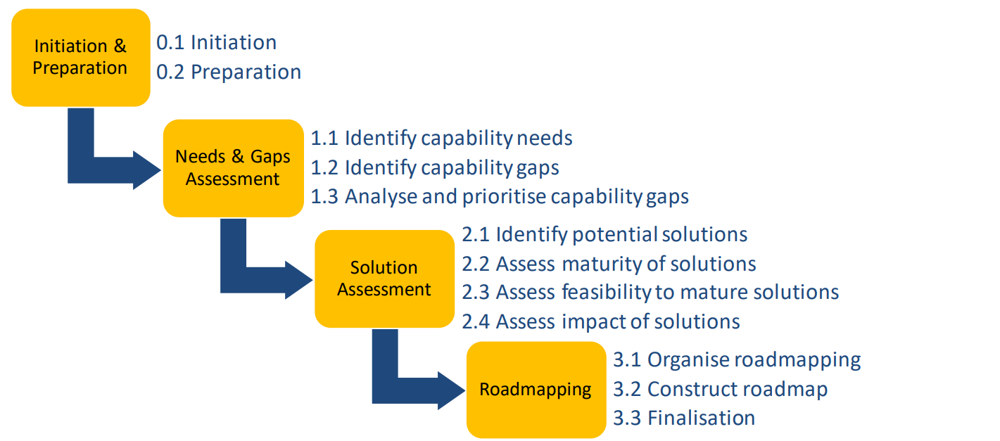 Initiation &
Preparation
0.1 Initiation
0.2 Preparation
Needs & Gaps
Assessment
1.1 Identify capability needs
1.2 Identify capability gaps
1.3 Analyse and prioritise capability gaps
Solution
Assessment
2.1 Identify potential solutions
2.2 Assess maturity of solutions
2.3 Assess feasibility to mature solutions
2.4 Assess impact of solutions
Roadmapping
3.1 Organise roadmapping
3.2 Construct roadmap
3.3 Finalisation